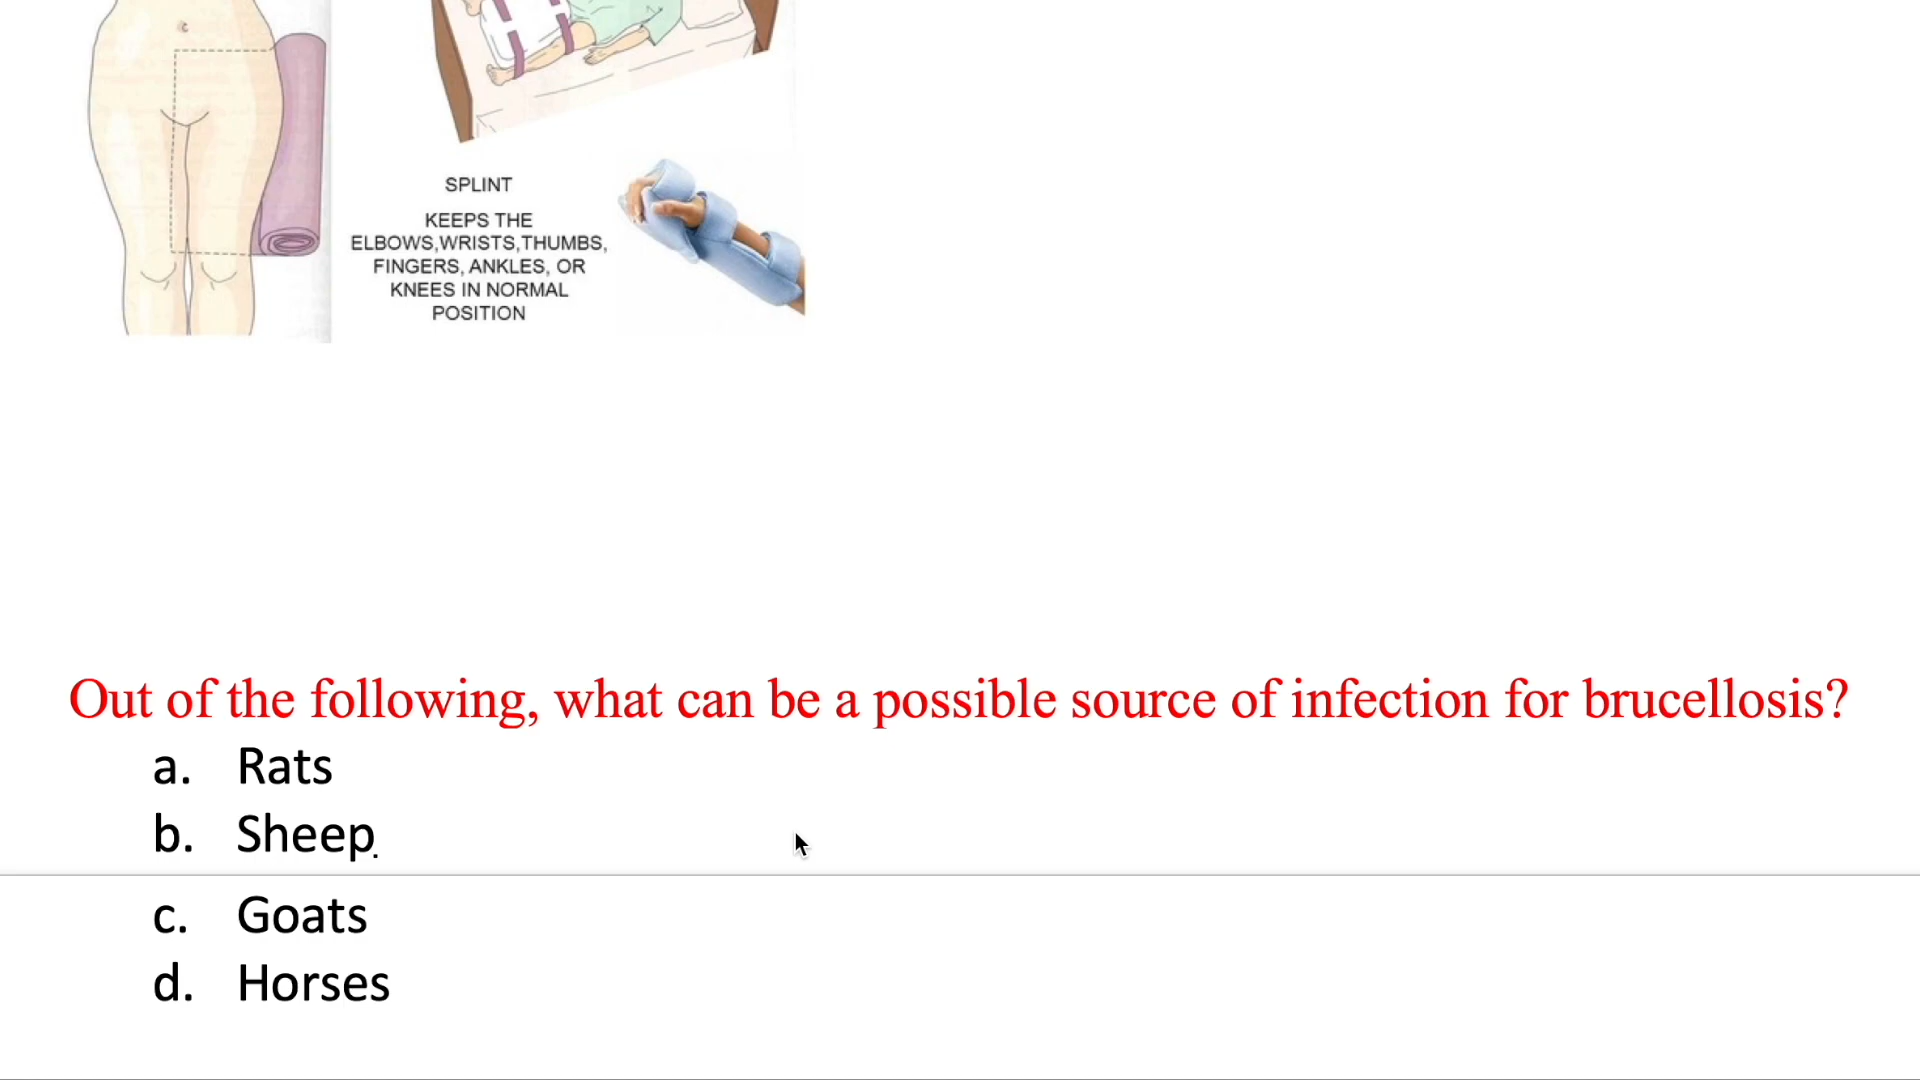 SPLINT
KEEPS THE
ELBOWS,WRISTS,THUMBS,
FINGERS, ANKLES, OR
KNEES IN NORMAL
POSITION
Out of the following, what can be a possible source of infection for brucellosis?
a. Rats
b. Sheep.
c. Goats
d. Horses